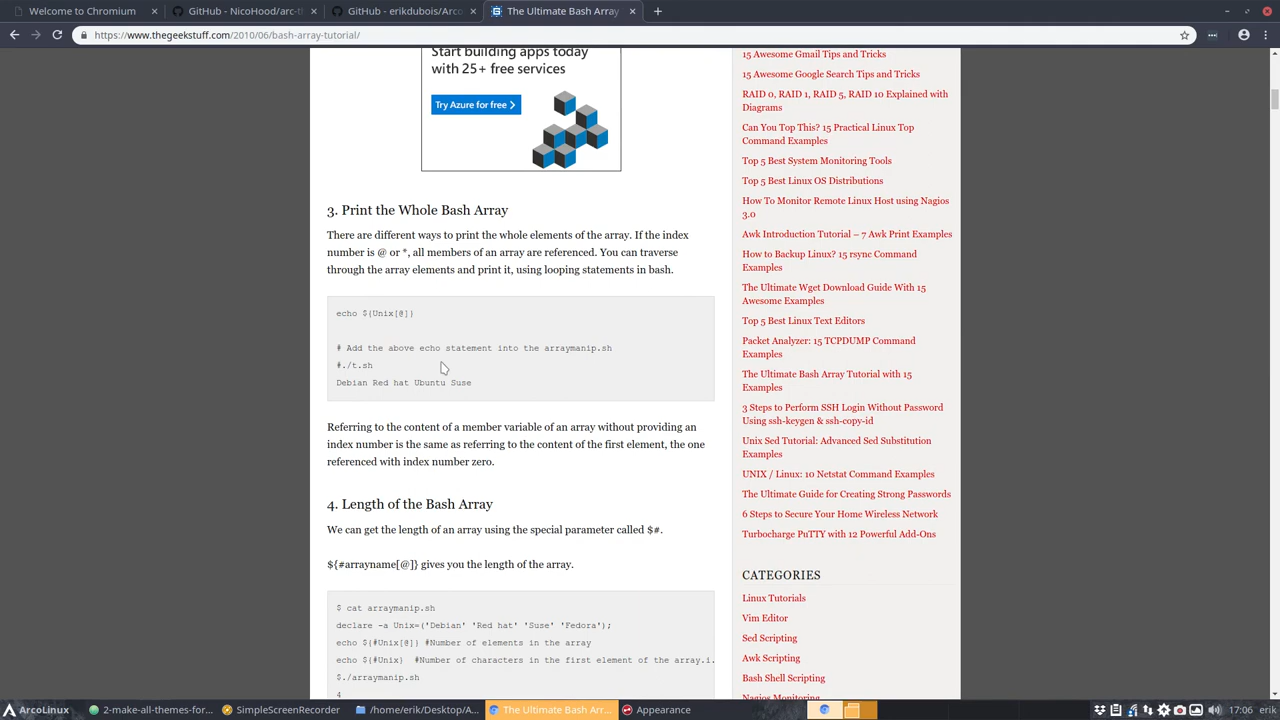 Welcome to Chromium
GitHub - NicoHood/arc-t
GitHub - erikdubois/Arc
The Ultimate Bash Array
https://www.thegeekstuff.com/2010/06/bash-array-tutorial/
Start building apps today
with 25+ free services
Try Azure for free
3. Print the Whole Bash Array
There are different ways to print the whole elements of the array. If the index
number is @ or *, all members of an array are referenced. You can traverse
through the array elements and print it, using looping statements in bash.
echo ${Unix[@]}
# Add the above echo statement into the arraymanip.sh
#./t.sh
Debian Red hat Ubuntu Suse
Referring to the content of a member variable of an array without providing an
index number is the same as referring to the content of the first element, the one
referenced with index number zero.
4. Length of the Bash Array
We can get the length of an array using the special parameter called $#.
${#arrayname[@]} gives you the length of the array.
$ cat arraymanip.sh
declare -a Unix=('Debian' 'Red hat' 'Suse' 'Fedora');
echo ${#Unix[@]} #Number of elements in the array
echo ${#Unix}  #Number of characters in the first element of the array.i.
$./arraymanip.sh
4
15 Awesome Gmail Tips and Tricks
15 Awesome Google Search Tips and Tricks
RAID 0, RAID 1, RAID 5, RAID 10 Explained with
Diagrams
Can You Top This? 15 Practical Linux Top
Command Examples
Top 5 Best System Monitoring Tools
Top 5 Best Linux OS Distributions
How To Monitor Remote Linux Host using Nagios
3.0
Awk Introduction Tutorial – 7 Awk Print Examples
How to Backup Linux? 15 rsync Command
Examples
The Ultimate Wget Download Guide With 15
Awesome Examples
Top 5 Best Linux Text Editors
Packet Analyzer: 15 TCPDUMP Command
Examples
The Ultimate Bash Array Tutorial with 15
Examples
3 Steps to Perform SSH Login Without Password
Using ssh-keygen & ssh-copy-id
Unix Sed Tutorial: Advanced Sed Substitution
Examples
UNIX / Linux: 10 Netstat Command Examples
The Ultimate Guide for Creating Strong Passwords
6 Steps to Secure Your Home Wireless Network
Turbocharge PuTTY with 12 Powerful Add-Ons
CATEGORIES
Linux Tutorials
Vim Editor
Sed Scripting
Awk Scripting
Bash Shell Scripting
Nagios Monitoring
ArcoLinux
2-make-all-themes-for-...
SimpleScreenRecorder
/home/erik/Desktop/A...
The Ultimate Bash Arr...
Appearance
17:06
erik